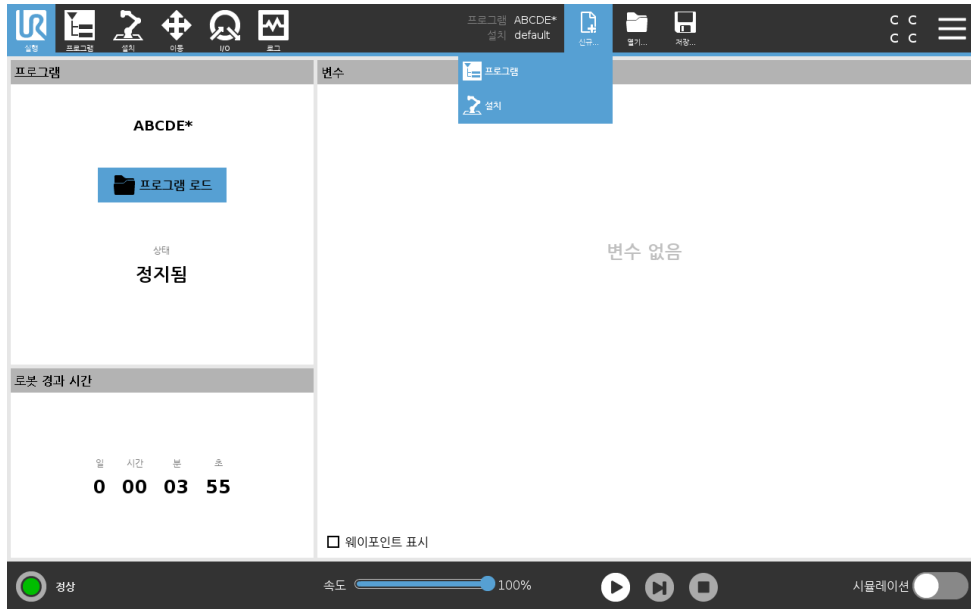 UR
프로그램 ABCDE*
설치 default
C C
C C
실행 프로그램 설치 이동 I/O 로그 신규... 열기... 저장...
프로그램
설치
프로그램
변수
ABCDE*
프로그램 로드
상태
정지됨
변수 없음
로봇 경과 시간
일 시간 분 초
0 00 03 55
웨이포인트 표시
정상
속도 100%
시뮬레이션